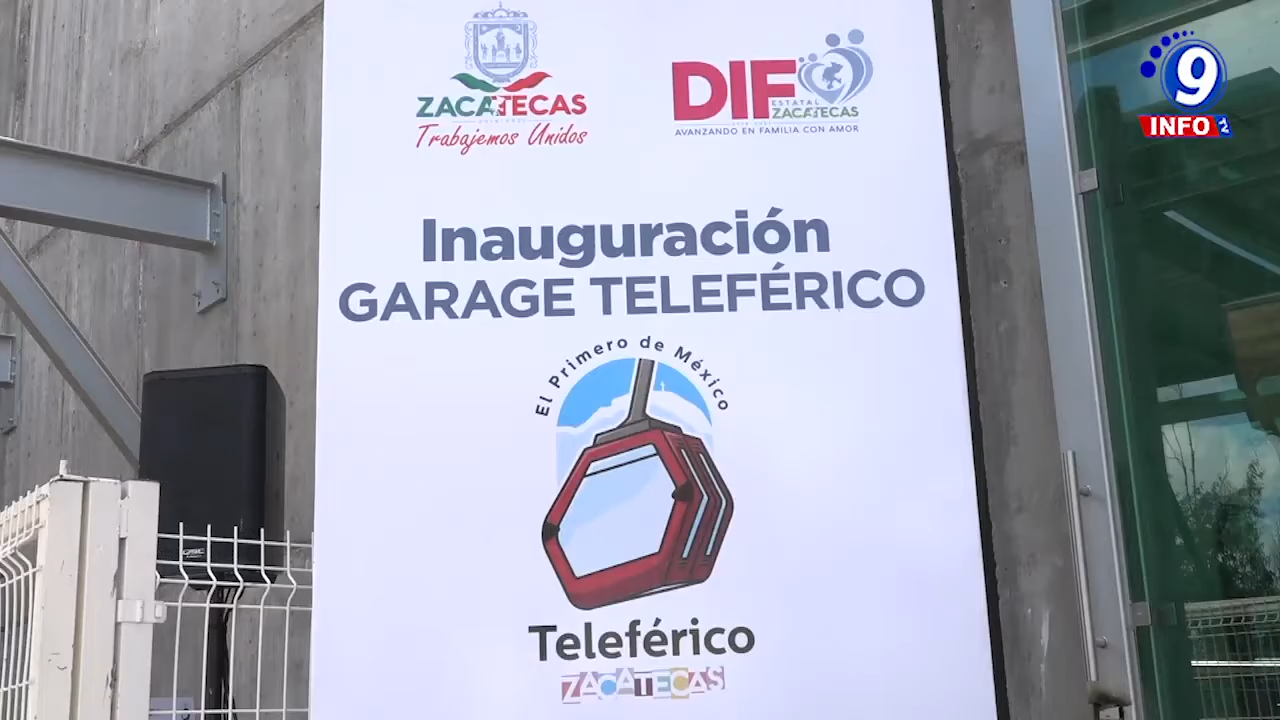 ZACATECAS
Trabajemos Unidos
DIF
ESTATAL
ZACATECAS
AVANZANDO EN FAMILIA CON AMOR
9
INFO
Inauguración
GARAGE TELEFÉRICO
El Primero de México
Teleférico
ZACATECAS